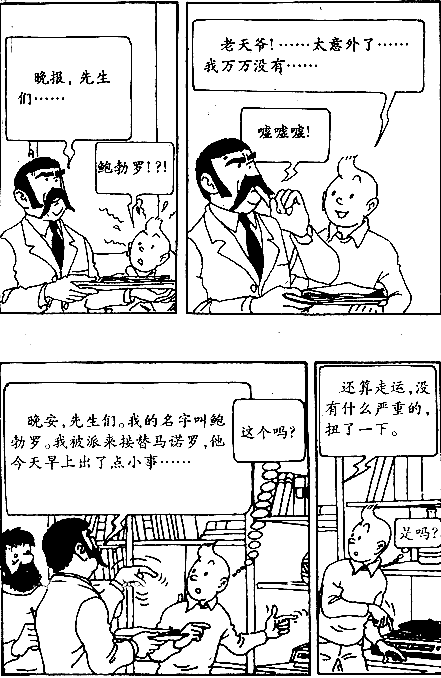 晚报，先生
们……
鲍勃罗！?!
老天爷！……太意外了……
我万万没有……
嘘嘘嘘！
晚安，先生们。我的名字叫鲍
勃罗。我被派来接替马诺罗，他
今天早上出了点小事……
这个吗？
还算走运，没
有什么严重的，
扭了一下。
是吗？